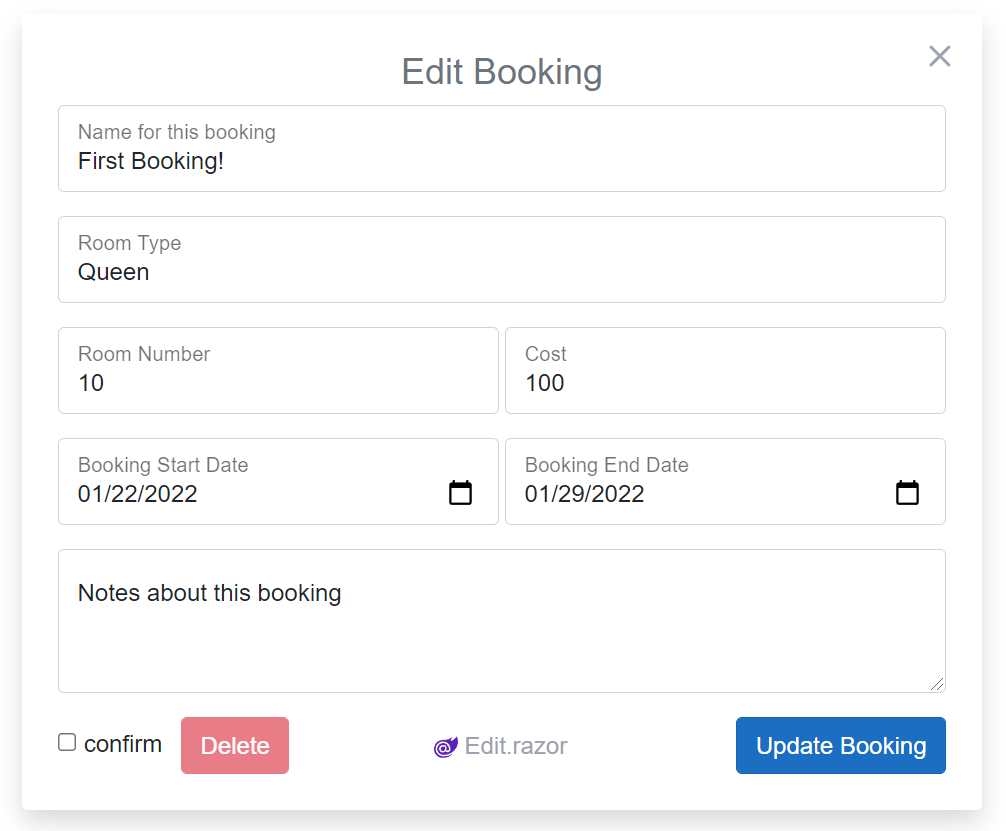 Edit Booking
Name for this booking
First Booking!
Room Type
Queen
Room Number
10
Cost
100
Booking Start Date
01/22/2022
Booking End Date
01/29/2022
Notes about this booking
confirm
Delete
Edit.razor
Update Booking